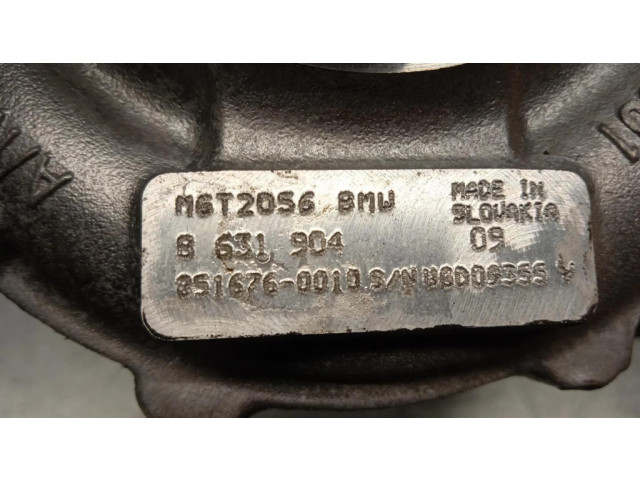 MGT2056 BMW
MADE IN
SLOVAKIA
8 631 904
09
851676-0010 S/N